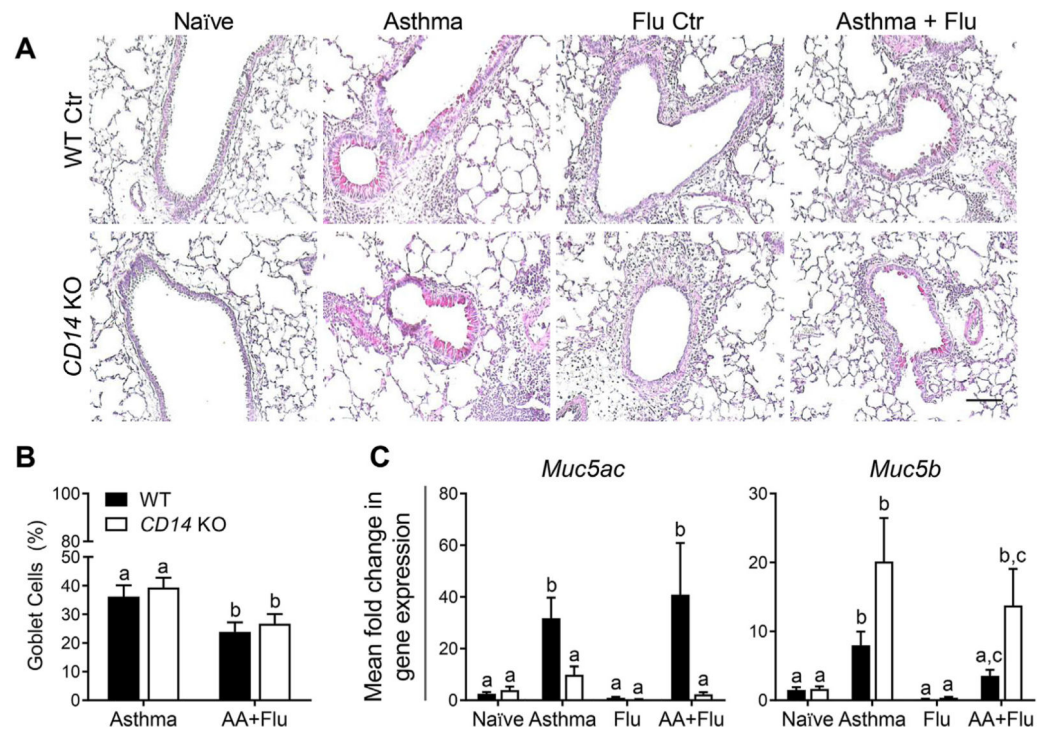 Naïve Asthma Flu Ctr Asthma + Flu
A
WT Ctr
CD14 KO
B
Goblet Cells (%)
100
80
50
40
30
20
10
0
WT
CD14 KO
a a b b
Asthma AA+Flu
C
Mean fold change in
gene expression
Muc5ac
80
60
40
20
0
a a b a a a b a
Naïve Asthma Flu AA+Flu
Muc5b
30
20
10
0
a a b b a a a,c b,c
Naïve Asthma Flu AA+Flu